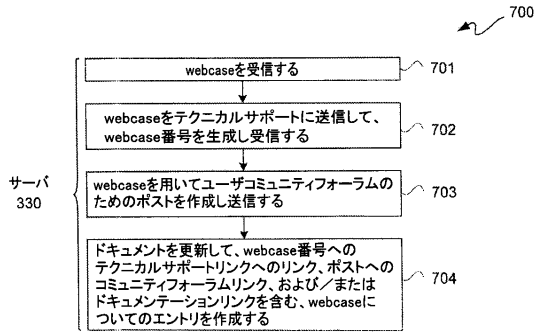 700
webcaseを受信する
701
webcaseをテクニカルサポートに送信して、
webcase番号を生成し受信する
702
サーバ
330
webcaseを用いてユーザコミュニティフォーラムの
ためのポストを作成し送信する
703
ドキュメントを更新して、webcase番号への
テクニカルサポートリンクへのリンク、ポストへの
コミュニティフォーラムリンク、および/または
ドキュメンテーションリンクを含む、webcaseに
ついてのエントリを作成する
704